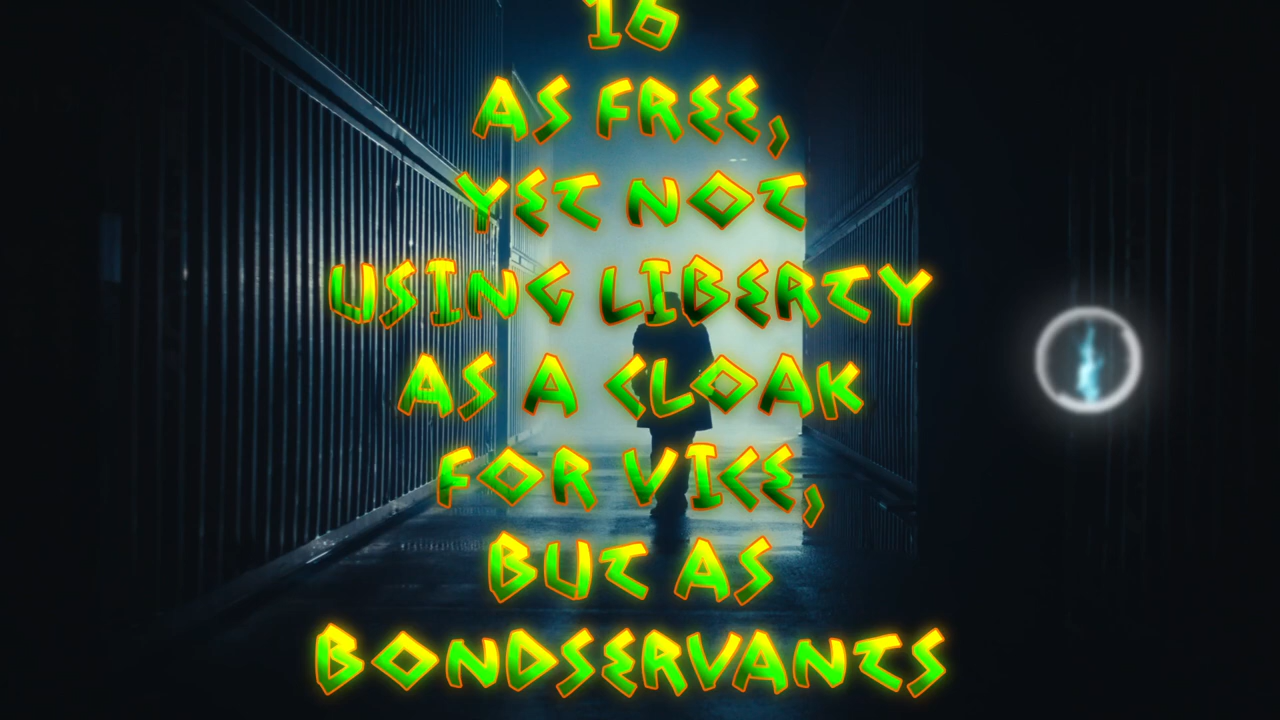 16
AS FREE,
YET NOT
USING LIBERTY
AS A CLOAK
FOR VICE,
BUT AS
BONDSERVANTS